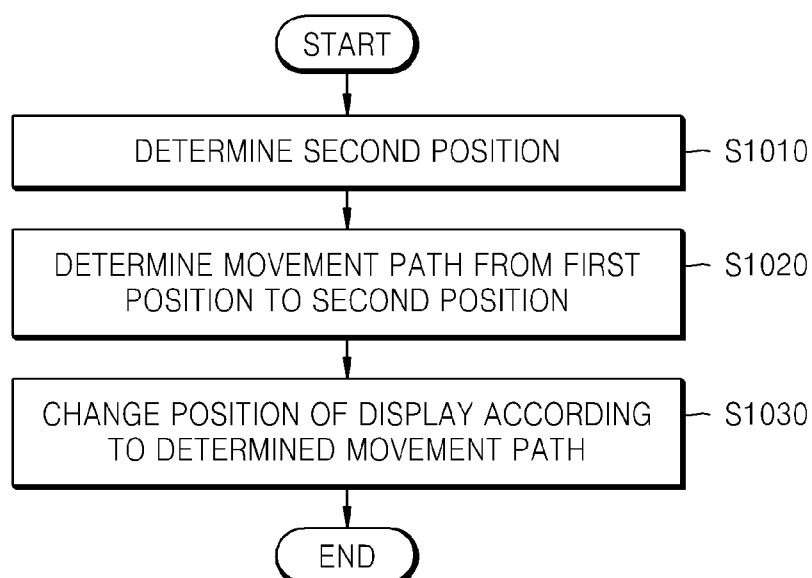 START
DETERMINE SECOND POSITION
S1010
DETERMINE MOVEMENT PATH FROM FIRST
POSITION TO SECOND POSITION
S1020
CHANGE POSITION OF DISPLAY ACCORDING
TO DETERMINED MOVEMENT PATH
S1030
END